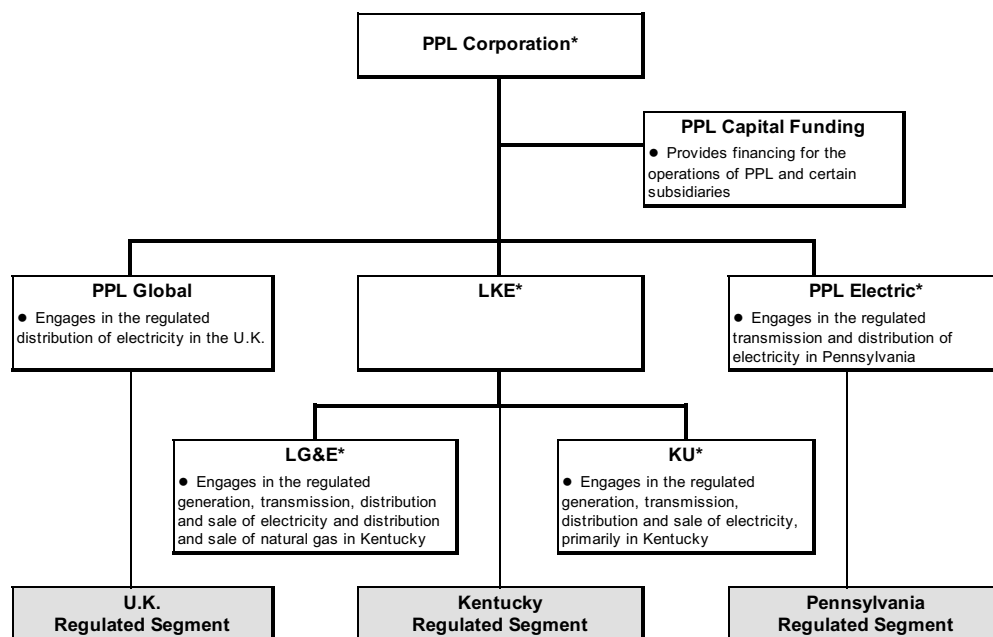 PPL Corporation*
PPL Capital Funding
● Provides financing for the
operations of PPL and certain
subsidiaries
PPL Global
● Engages in the regulated
distribution of electricity in the U.K.
LKE*
PPL Electric*
● Engages in the regulated
transmission and distribution of
electricity in Pennsylvania
LG&E*
● Engages in the regulated
generation, transmission, distribution
and sale of electricity and distribution
and sale of natural gas in Kentucky
KU*
● Engages in the regulated
generation, transmission,
distribution and sale of electricity,
primarily in Kentucky
U.K.
Regulated Segment
Kentucky
Regulated Segment
Pennsylvania
Regulated Segment